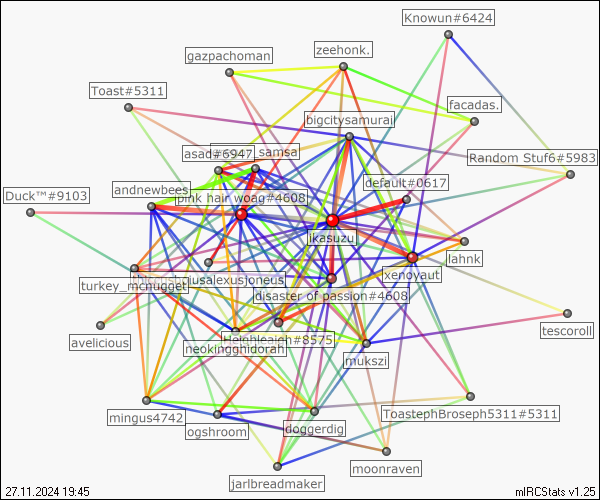 Knowun#6424
zeehonk.
gazpachoman
Toast#5311
facadas.
bigcitysamurai
asad#6947
samsa
Random Stuf6#5983
default#0617
andnewbees
Duck™#9103
pink hair woag#4608
ikasuzu
lahnk
xenoyaut
turkey_mcnugget
iusalexusjoneus
disaster of passion#4608
avelicious
Heighleaigh#8575
neokingghidorah
mukszi
tescoroll
mingus4742
ogshroom
doggerdig
ToastephBroseph5311#5311
moonraven
jarlbreadmaker
27.11.2024 19:45
mIRCStats v1.25